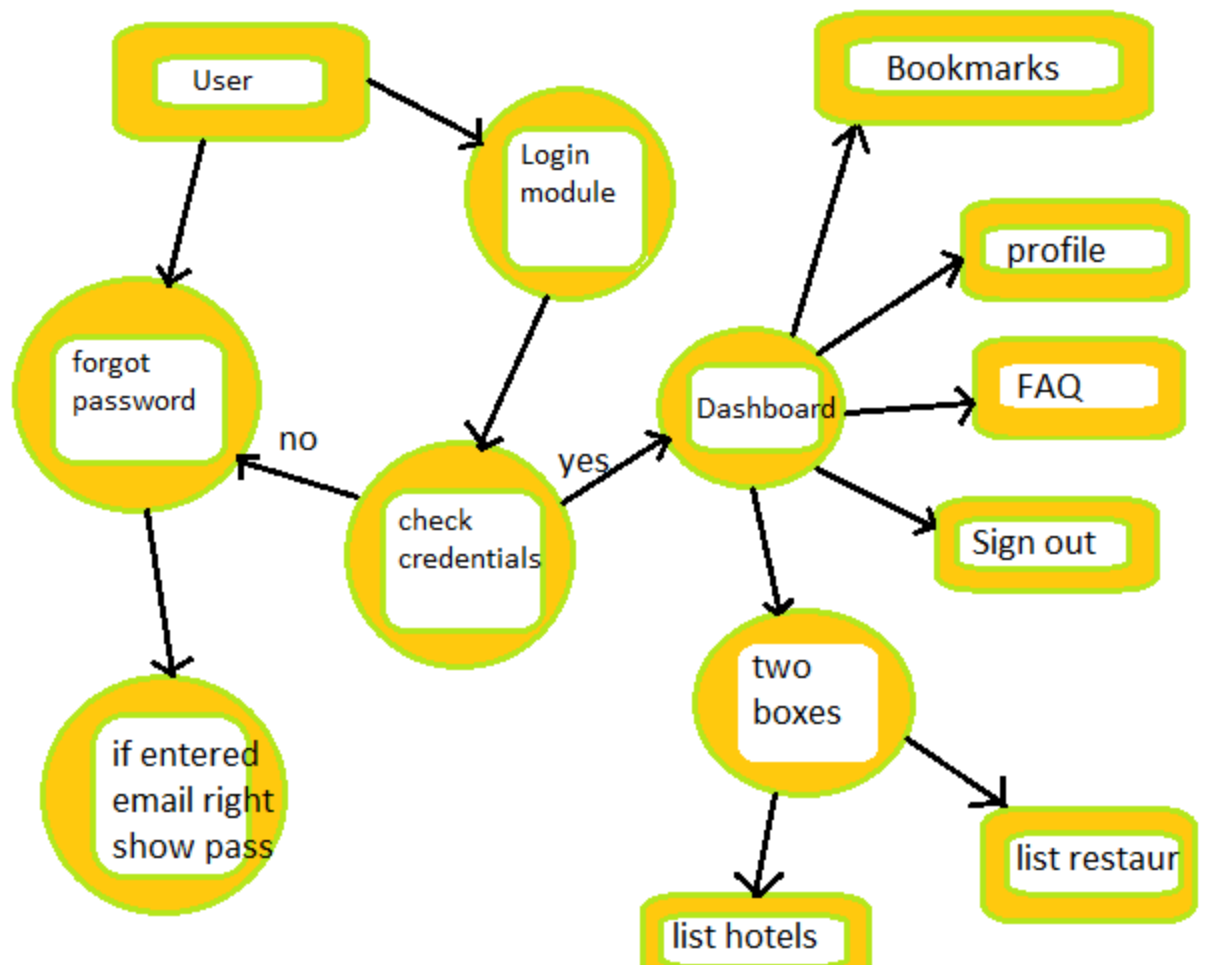 User
Login
module
forgot
password
no
check
credentials
yes
if entered
email right
show pass
Dashboard
Bookmarks
profile
FAQ
Sign out
two
boxes
list restaur
list hotels